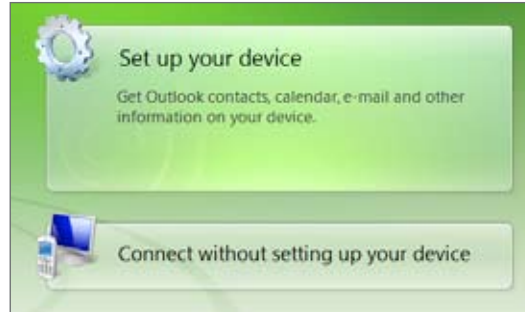 Set up your device
Get Outlook contacts, calendar, e-mail and other
information on your device.
Connect without setting up your device